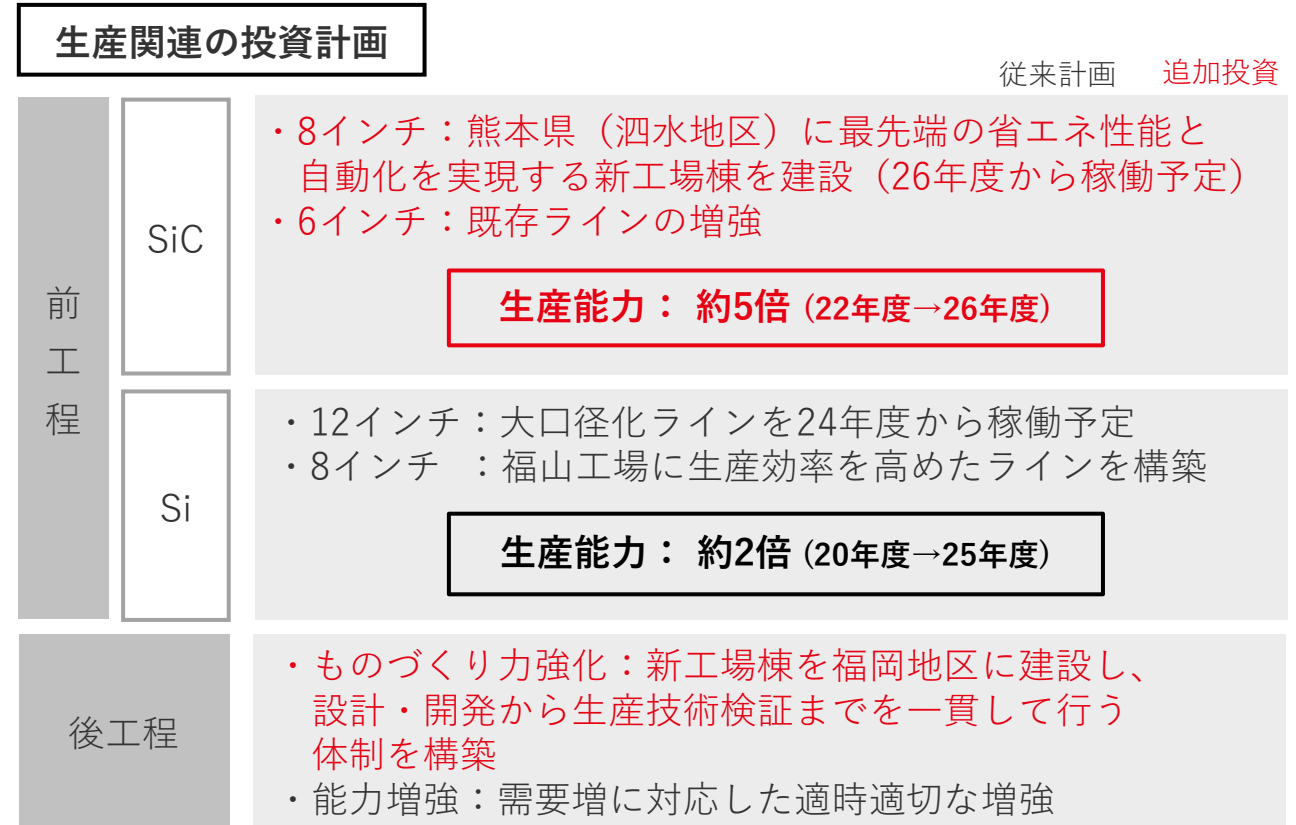 生産関連の投資計画
従来計画 追加投資
前工程
SiC
・8インチ：熊本県（泗水地区）に最先端の省エネ性能と
自動化を実現する新工場棟を建設（26年度から稼働予定）
・6インチ：既存ラインの増強
生産能力： 約5倍 (22年度→26年度)
Si
・12インチ：大口径化ラインを24年度から稼働予定
・8インチ ：福山工場に生産効率を高めたラインを構築
生産能力： 約2倍 (20年度→25年度)
後工程
・ものづくり力強化：新工場棟を福岡地区に建設し、
設計・開発から生産技術検証までを一貫して行う
体制を構築
・能力増強：需要増に対応した適時適切な増強